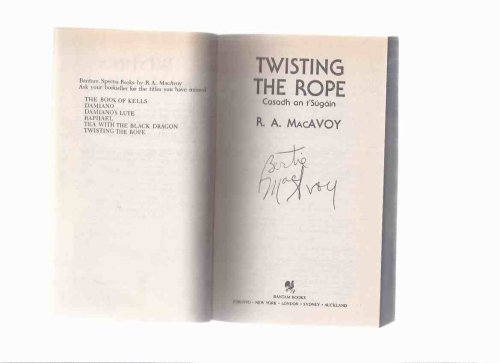 Bantam Spectra Books by R. A. MacAvoy
Ask your bookseller for the titles you have missed
THE BOOK OF KELLS
DAMIANO
DAMIANO'S LUTE
RAPHAEL
TEA WITH THE BLACK DRAGON
TWISTING THE ROPE
TWISTING
THE ROPE
Casadh an tSúgáin
R. A. MacAVOY
Bertie
MacAvoy
BANTAM BOOKS
TORONTO • NEW YORK • LONDON • SYDNEY • AUCKLAND